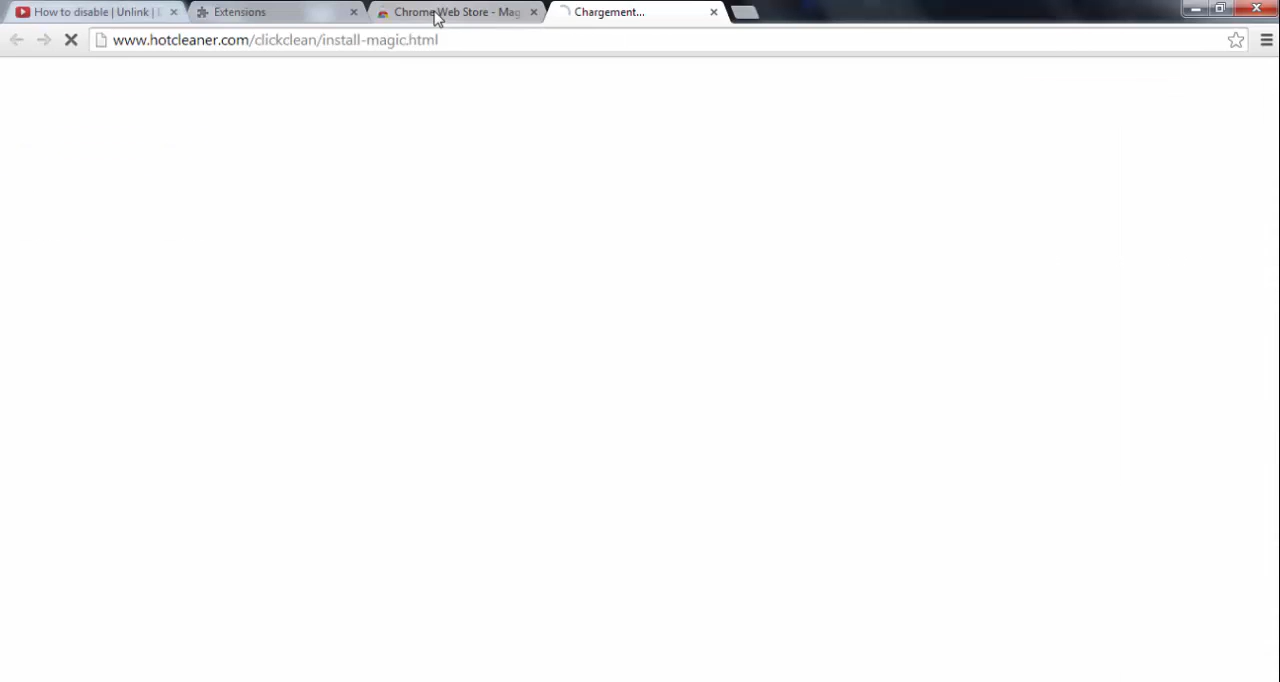 How to disable | Unlink |
Extensions
Chrome Web Store - Mag
Chargement...
www.hotcleaner.com/clickclean/install-magic.html